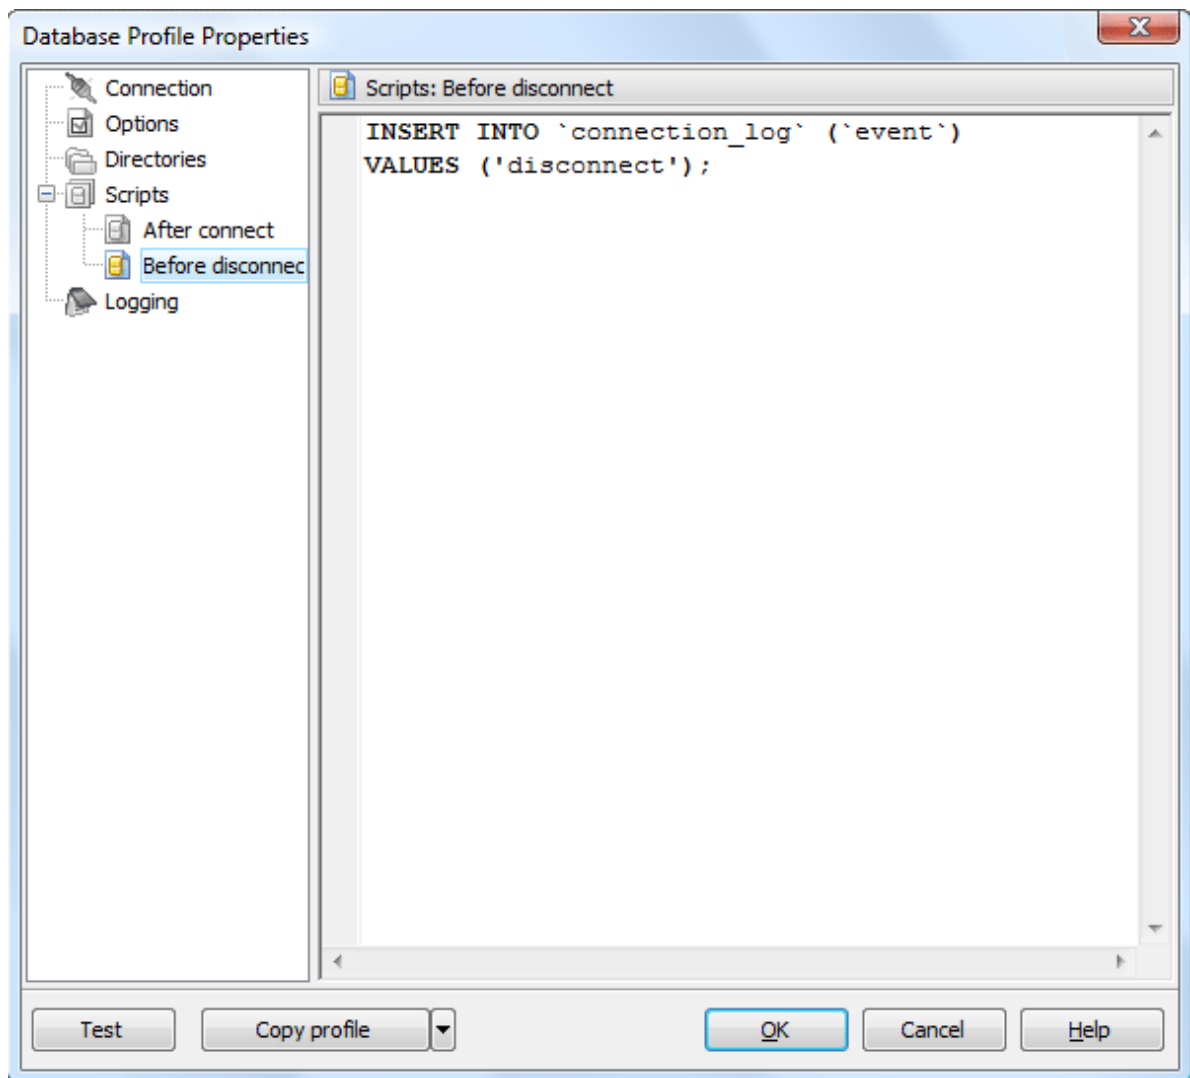 Database Profile Properties
Connection
Options
Directories
Scripts
After connect
Before disconnec
Logging
Scripts: Before disconnect
INSERT INTO `connection_log` (`event`)
VALUES ('disconnect');
Test
Copy profile
OK
Cancel
Help